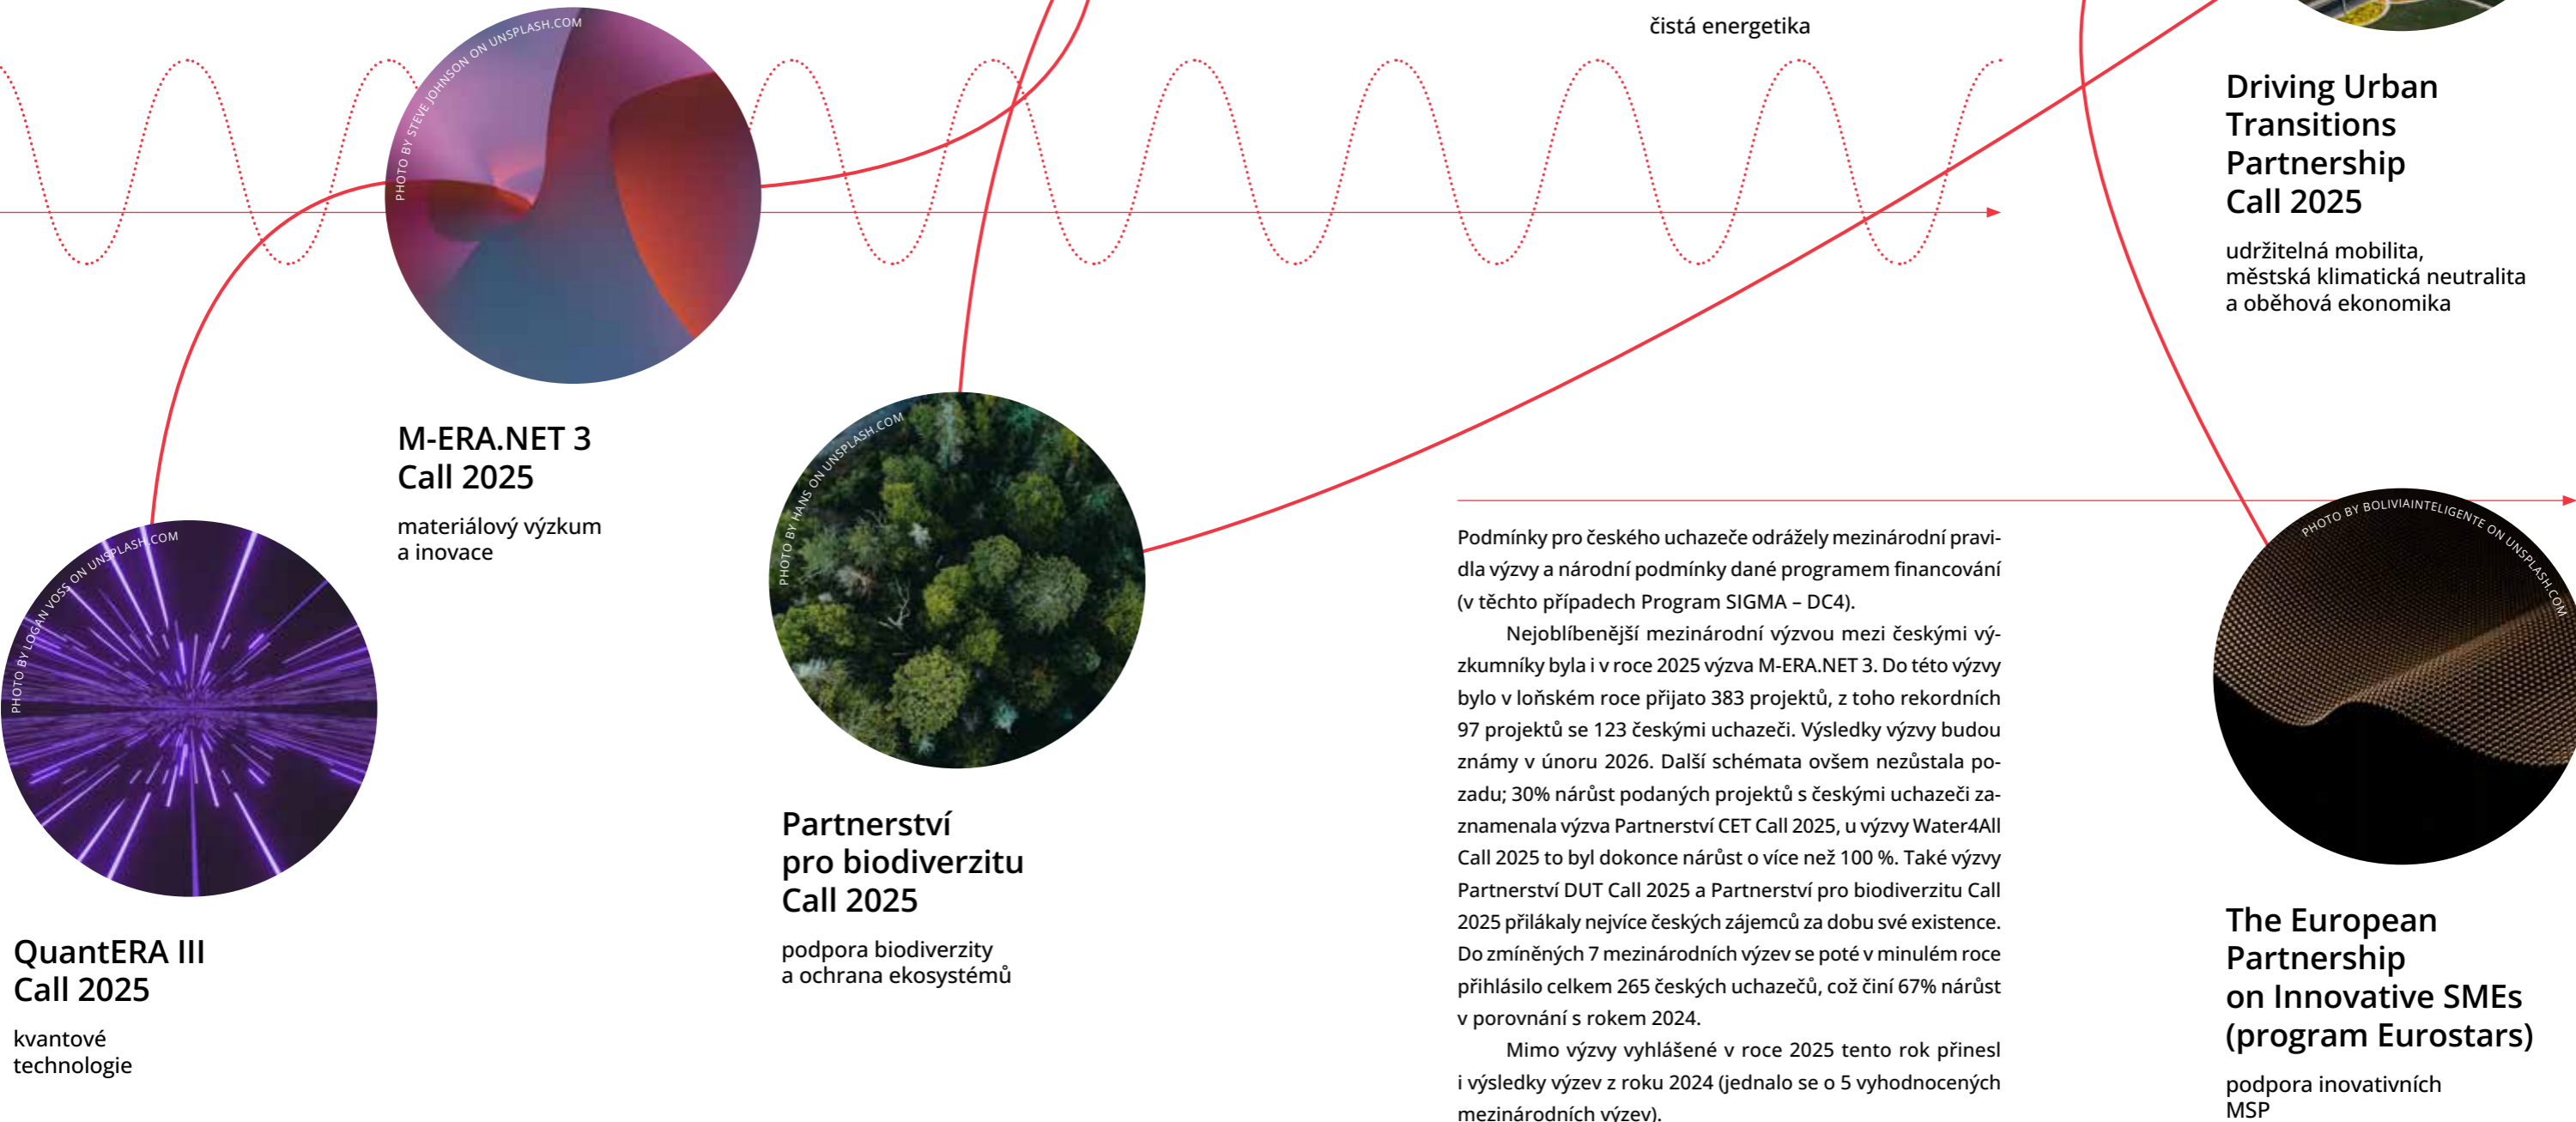 čistá energetika
PHOTO BY STEVE JOHNSON ON UNSPLASH.COM
M-ERA.NET 3
Call 2025
materiálový výzkum
a inovace
PHOTO BY LOGAN VOSS ON UNSPLASH.COM
QuantERA III
Call 2025
kvantové
technologie
PHOTO BY HANS ON UNSPLASH.COM
Partnerství
pro biodiverzitu
Call 2025
podpora biodiverzity
a ochrana ekosystémů
Podmínky pro českého uchazeče odrážely mezinárodní pravi-
dla výzvy a národní podmínky dané programem financování
(v těchto případech Program SIGMA – DC4).
Nejoblíbenější mezinárodní výzvou mezi českými vý-
zkumníky byla i v roce 2025 výzva M-ERA.NET 3. Do této výzvy
bylo v loňském roce přijato 383 projektů, z toho rekordních
97 projektů se 123 českými uchazeči. Výsledky výzvy budou
známy v únoru 2026. Další schémata ovšem nezůstala po-
zadu; 30% nárůst podaných projektů s českými uchazeči za-
znamenala výzva Partnerství CET Call 2025, u výzvy Water4All
Call 2025 to byl dokonce nárůst o více než 100 %. Také výzvy
Partnerství DUT Call 2025 a Partnerství pro biodiverzitu Call
2025 přilákaly nejvíce českých zájemců za dobu své existence.
Do zmíněných 7 mezinárodních výzev se poté v minulém roce
přihlásilo celkem 265 českých uchazečů, což činí 67% nárůst
v porovnání s rokem 2024.
Mimo výzvy vyhlášené v roce 2025 tento rok přinesl
i výsledky výzev z roku 2024 (jednalo se o 5 vyhodnocených
mezinárodních výzev).
Driving Urban
Transitions
Partnership
Call 2025
udržitelná mobilita,
městská klimatická neutralita
a oběhová ekonomika
PHOTO BY BOLIVIAINTELIGENTE ON UNSPLASH.COM
The European
Partnership
on Innovative SMEs
(program Eurostars)
podpora inovativních
MSP